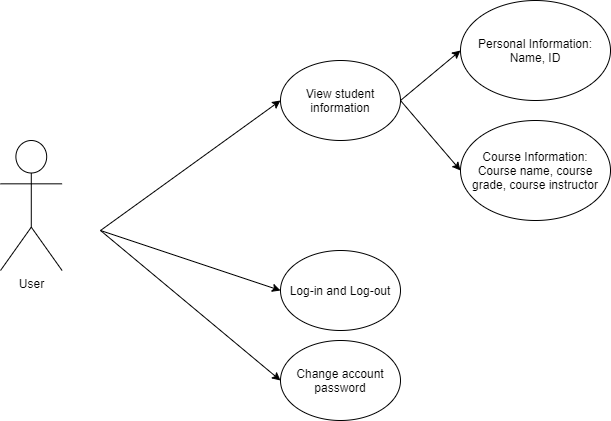 Personal Information:
Name, ID
View student
information
Course Information:
Course name, course
grade, course instructor
User
Log-in and Log-out
Change account
password